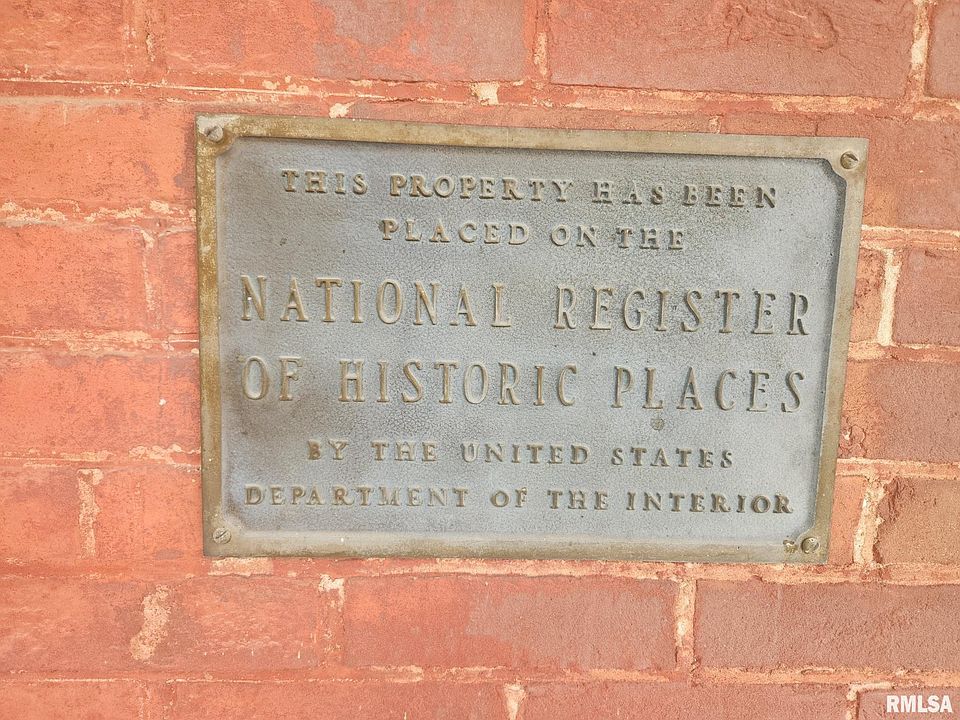 THIS PROPERTY HAS BEEN
PLACED ON THE
NATIONAL REGISTER
OF HISTORIC PLACES
BY THE UNITED STATES
DEPARTMENT OF THE INTERIOR
RMLSA